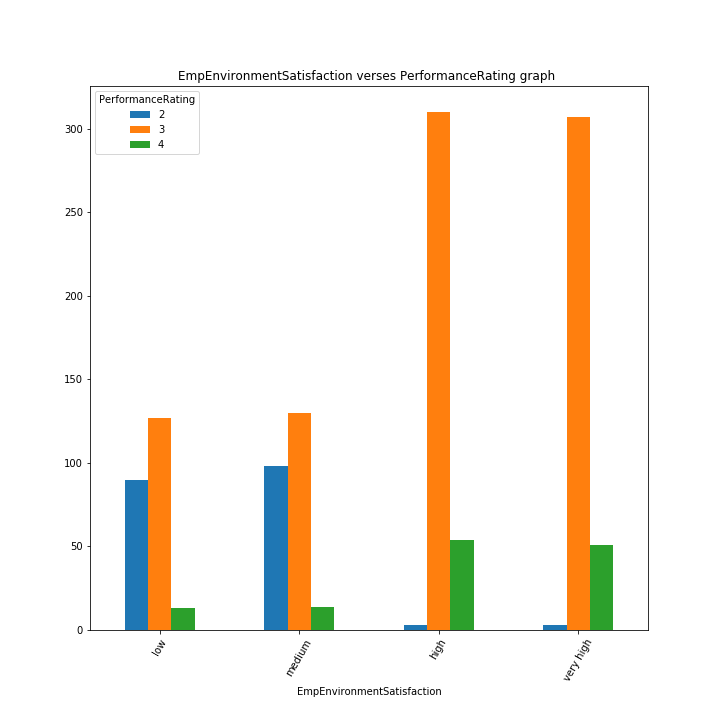 EmpEnvironmentSatisfaction verses PerformanceRating graph
PerformanceRating
2
3
4
300
250
200
150
100
50
0
low
medium
high
very high
EmpEnvironmentSatisfaction